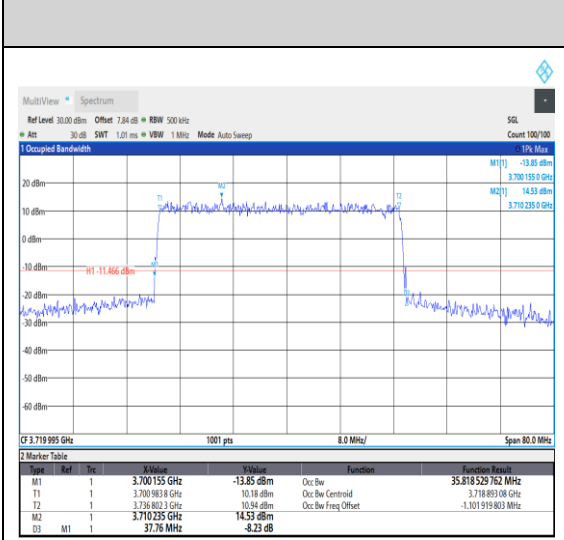 MultiView Spectrum
Ref Level 30.00 dBm Offset 7.84 dB RBW 500 kHz SGL
Att 30 dB SWT 1.01 ms VBW 1 MHz Mode Auto Sweep Count 100/100
1 Occupied Bandwidth 1Pk Max
M1[1] -13.85 dBm
3.700 155 0 GHz
M2[1] 14.53 dBm
3.710 235 0 GHz
20 dBm
T1 M2 T2
10 dBm
0 dBm
M1
-10 dBm
H1 -11.466 dBm
-20 dBm
D3
-30 dBm
-40 dBm
-50 dBm
-60 dBm
CF 3.719 995 GHz 1001 pts 8.0 MHz/ Span 80.0 MHz
2 Marker Table
Type Ref Trc X-Value Y-Value Function Function Result
M1 1 3.700155 GHz -13.85 dBm Occ Bw 35.818 529 762 MHz
T1 1 3.700 983 8 GHz 10.18 dBm Occ Bw Centroid 3.718 893 08 GHz
T2 1 3.736 802 3 GHz 10.94 dBm Occ Bw Freq Offset -1.101 919 803 MHz
M2 1 3.710235 GHz 14.53 dBm
D3 M1 1 37.76 MHz -8.23 dB